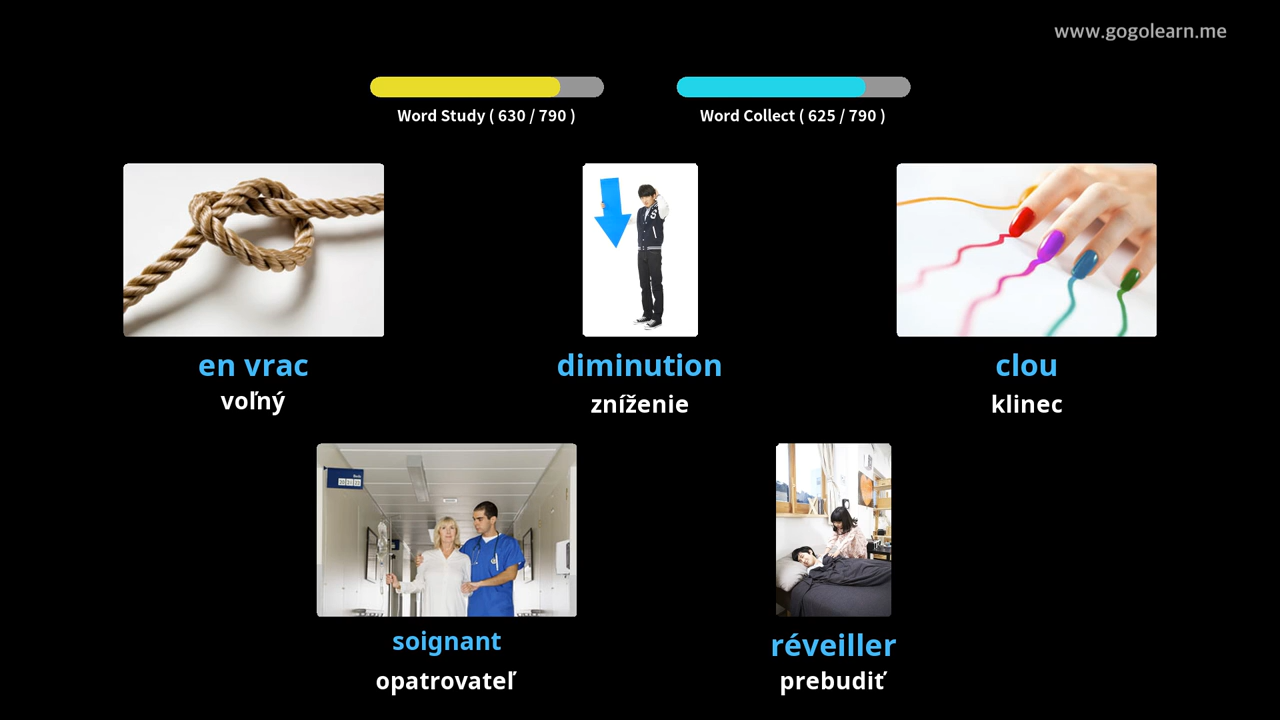 www.gogolearn.me
Word Study ( 630 / 790 )
Word Collect ( 625 / 790 )
en vrac
voľný
diminution
zníženie
clou
klinec
soignant
opatrovateľ
réveiller
prebudiť